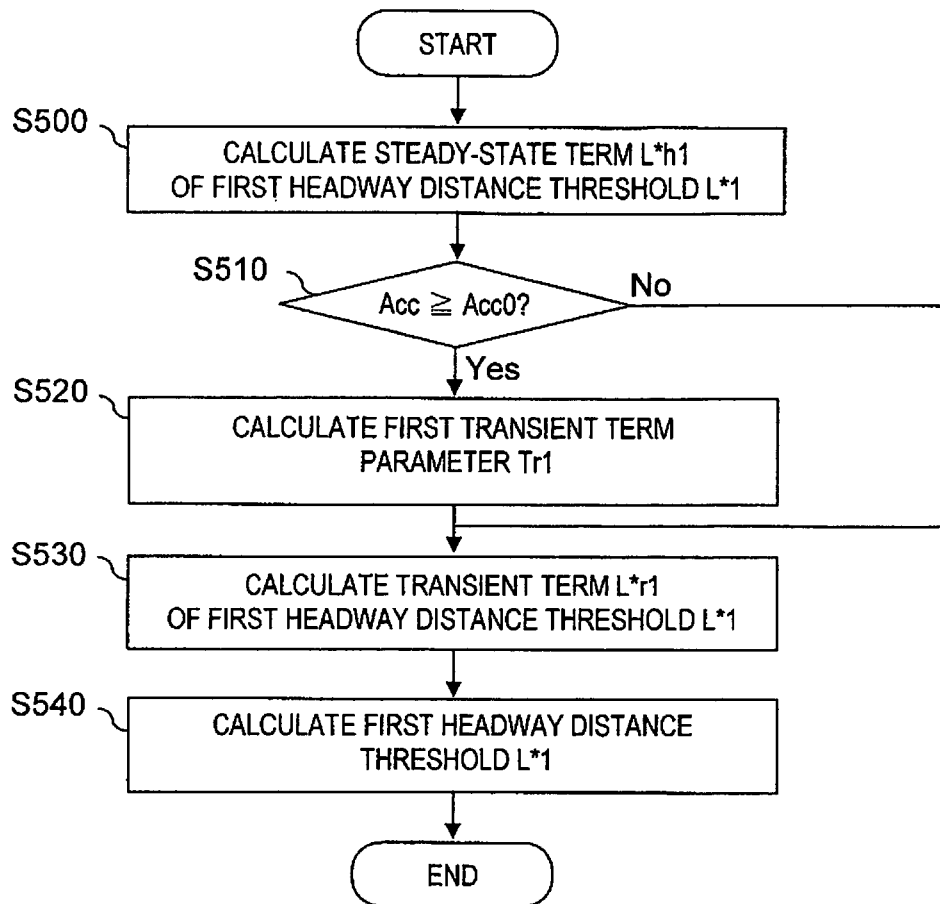 START
S500
CALCULATE STEADY-STATE TERM L*h1
OF FIRST HEADWAY DISTANCE THRESHOLD L*1
S510
Acc ≧ Acc0?
No
Yes
S520
CALCULATE FIRST TRANSIENT TERM
PARAMETER Tr1
S530
CALCULATE TRANSIENT TERM L*r1
OF FIRST HEADWAY DISTANCE THRESHOLD L*1
S540
CALCULATE FIRST HEADWAY DISTANCE
THRESHOLD L*1
END